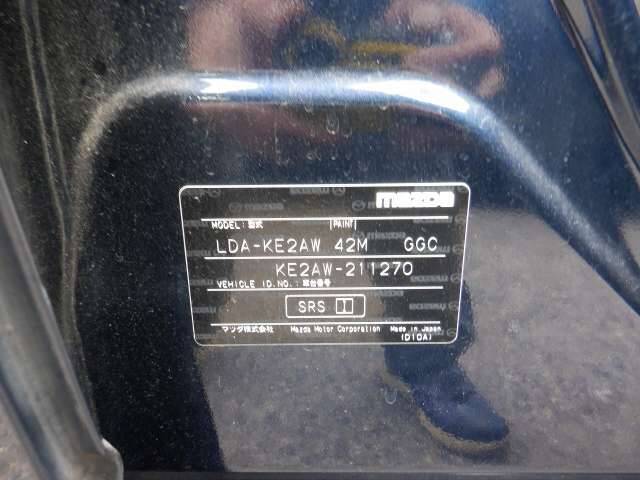 mazda
MODEL:型式 PAINT
LDA-KE2AW 42M GGC
KE2AW-211270
VEHICLE ID.NO.:車台番号
SRS
マツダ株式会社 Mazda Motor Corporation Made in Japan
(D10A)